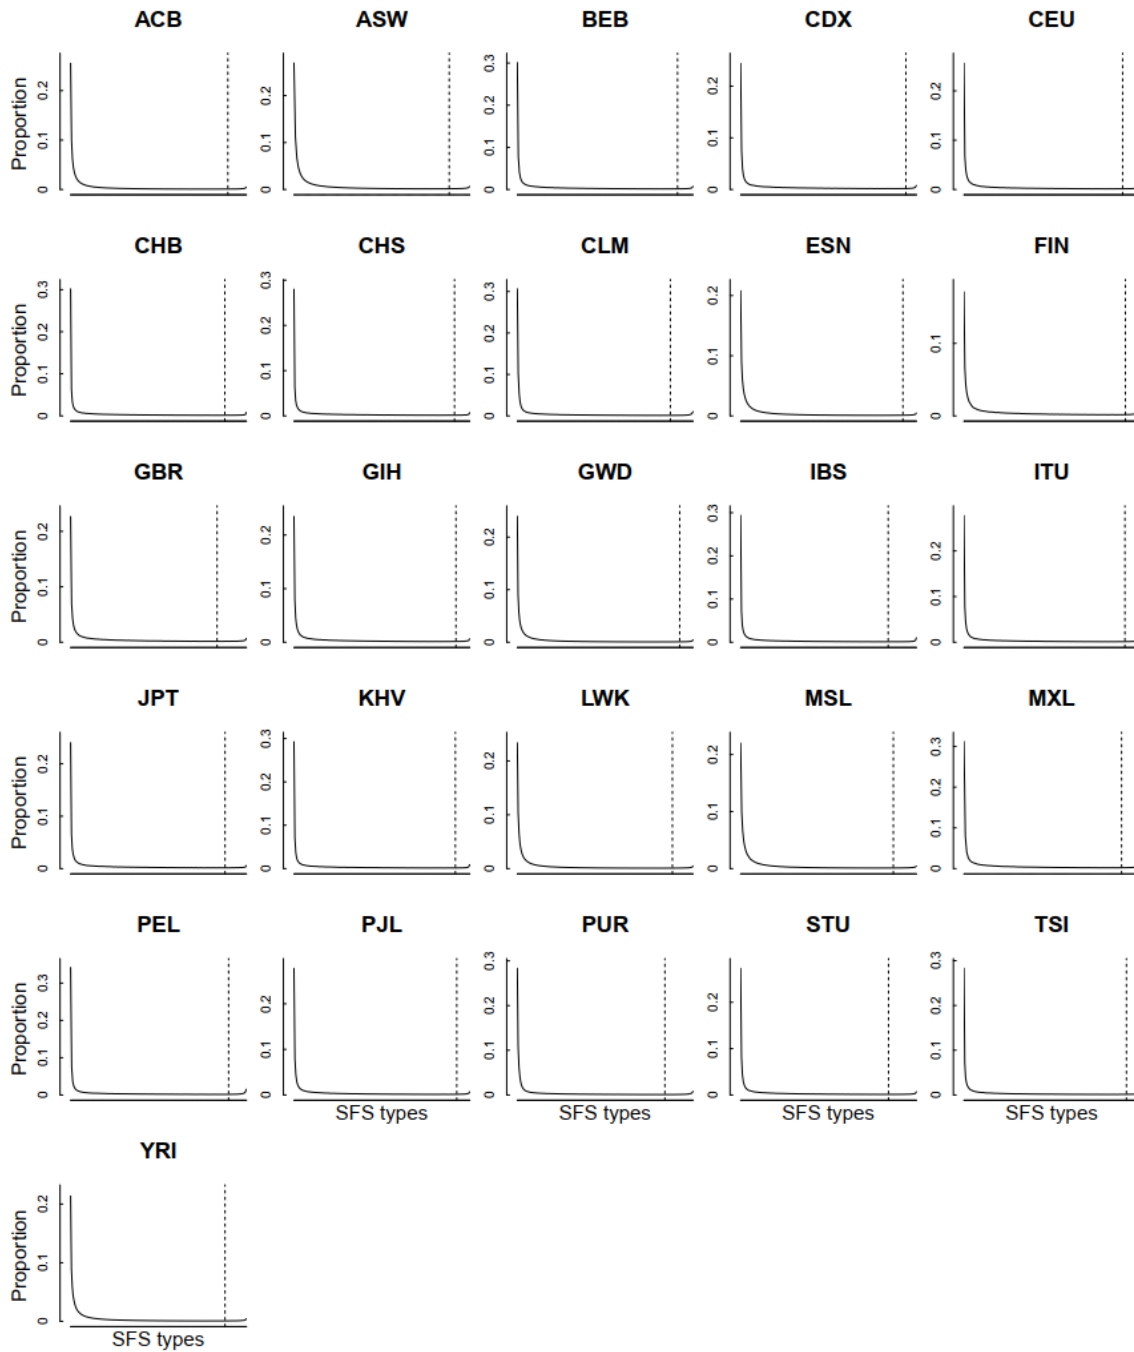 ACB ASW BEB CDX CEU
Proportion
0 0.1 0.2
0 0.1 0.2
0 0.1 0.2 0.3
0 0.1 0.2
0 0.1 0.2
CHB CHS CLM ESN FIN
Proportion
0 0.1 0.2 0.3
0 0.1 0.2 0.3
0 0.1 0.2 0.3
0 0.1 0.2
0 0.1
GBR GIH GWD IBS ITU
Proportion
0 0.1 0.2
0 0.1 0.2
0 0.1 0.2
0 0.1 0.2 0.3
0 0.1 0.2
JPT KHV LWK MSL MXL
Proportion
0 0.1 0.2
0 0.1 0.2 0.3
0 0.1 0.2
0 0.1 0.2
0 0.1 0.2 0.3
PEL PJL PUR STU TSI
Proportion
0 0.1 0.2 0.3
0 0.1 0.2
0 0.1 0.2 0.3
0 0.1 0.2
0 0.1 0.2 0.3
SFS types SFS types SFS types SFS types
YRI
Proportion
0 0.1 0.2
SFS types